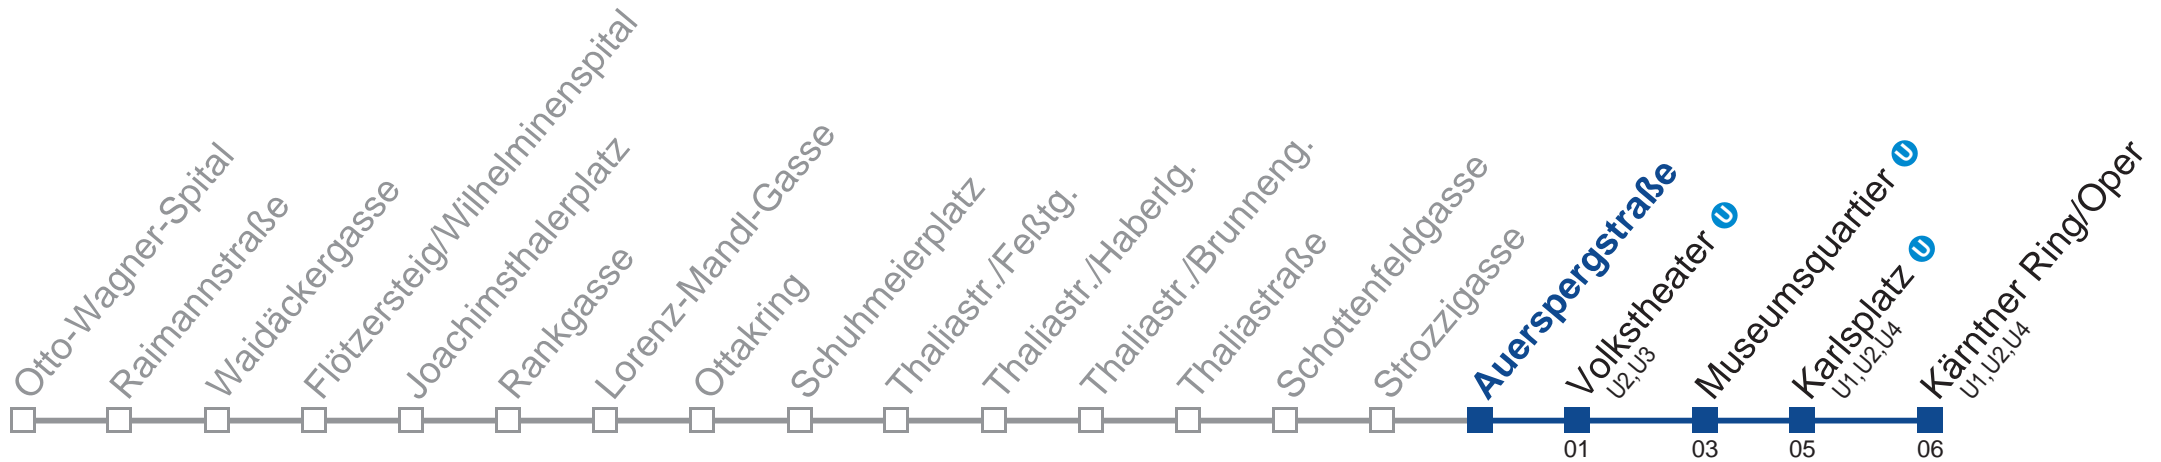 Otto-Wagner-Spital
Raimannstraße
Waidäckergasse
Flötzersteig/Wilhelminenspital
Joachimsthalerplatz
Rankgasse
Lorenz-Mandl-Gasse
Ottakring
Schuhmeierplatz
Thaliastr./Feßtg.
Thaliastr./Haberlg.
Thaliastr./Brunneng.
Thaliastraße
Schottenfeldgasse
Strozzigasse
Auerspergstraße
Volkstheater U
U2,U3
Museumsquartier U
Karlsplatz U
U1,U2,U4
Kärntner Ring/Oper
U1,U2,U4
01
03
05
06